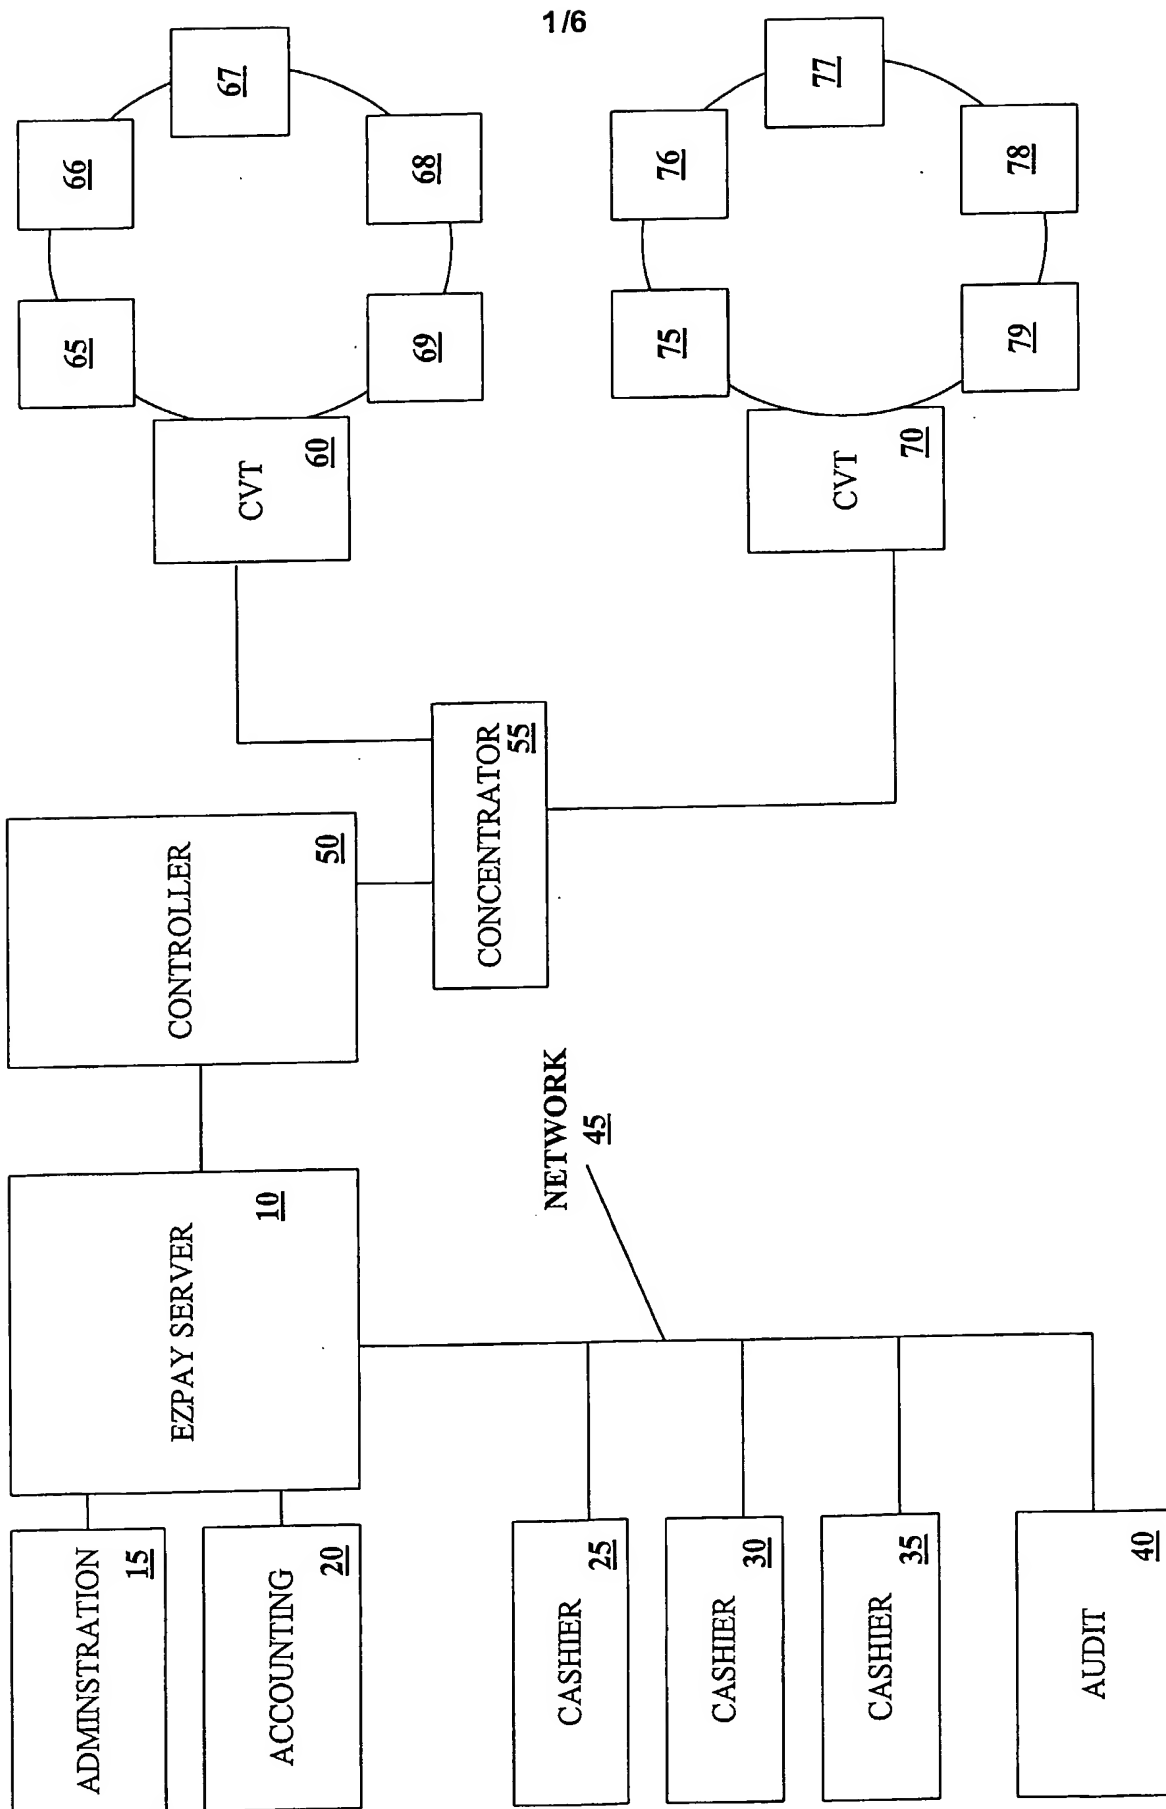 1/6
ADMINSTRATION
15
ACCOUNTING
20
EZPAY SERVER
10
CONTROLLER
50
CASHIER
25
CASHIER
30
CASHIER
35
AUDIT
40
NETWORK
45
CONCENTRATOR
55
CVT
60
65
66
67
68
69
CVT
70
75
76
77
78
79